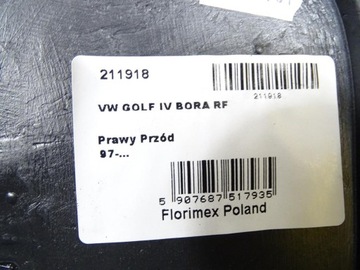 211918
211918
VW GOLF IV BORA RF
Prawy Przód
97-...
5 907687 517935
Florimex Poland